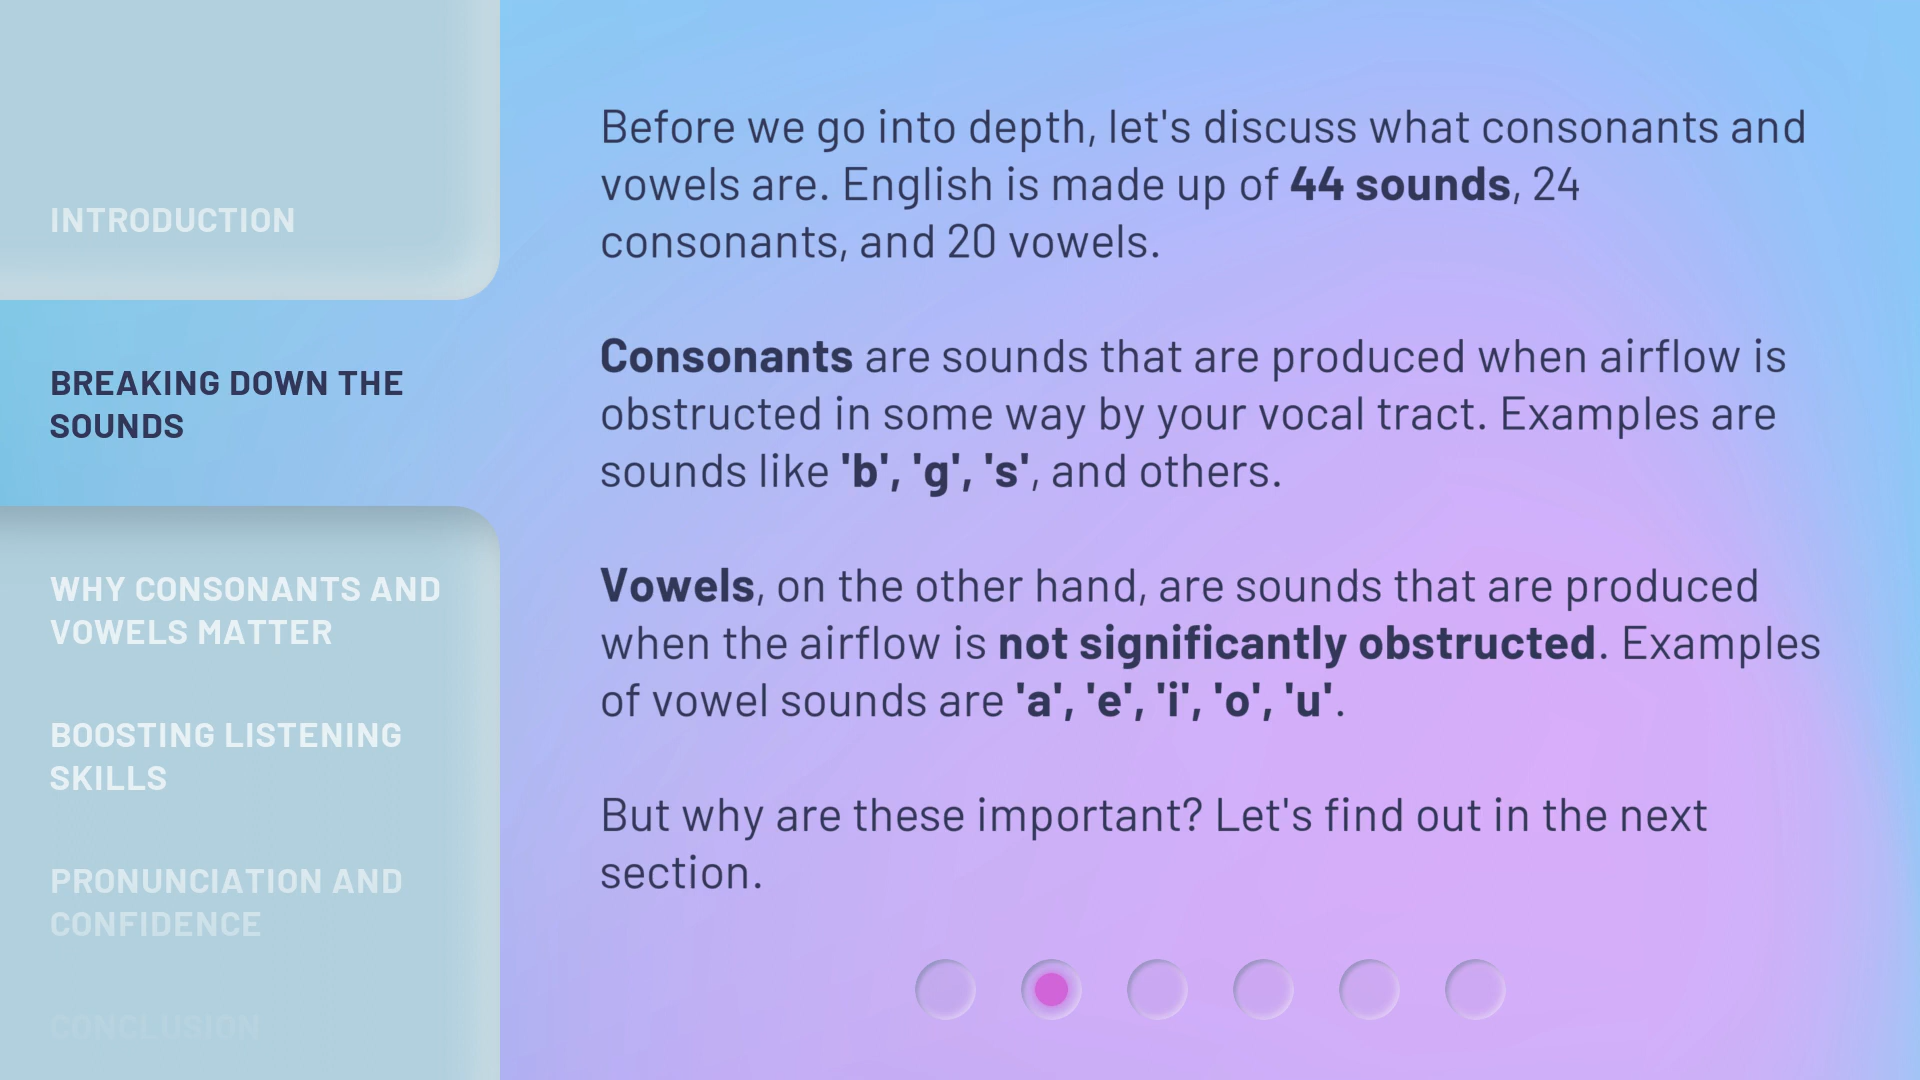 INTRODUCTION
BREAKING DOWN THE
SOUNDS
WHY CONSONANTS AND
VOWELS MATTER
BOOSTING LISTENING
SKILLS
PRONUNCIATION AND
CONFIDENCE
CONCLUSION
Before we go into depth, let's discuss what consonants and
vowels are. English is made up of 44 sounds, 24
consonants, and 20 vowels.
Consonants are sounds that are produced when airflow is
obstructed in some way by your vocal tract. Examples are
sounds like 'b', 'g', 's', and others.
Vowels, on the other hand, are sounds that are produced
when the airflow is not significantly obstructed. Examples
of vowel sounds are 'a', 'e', 'i', 'o', 'u'.
But why are these important? Let's find out in the next
section.